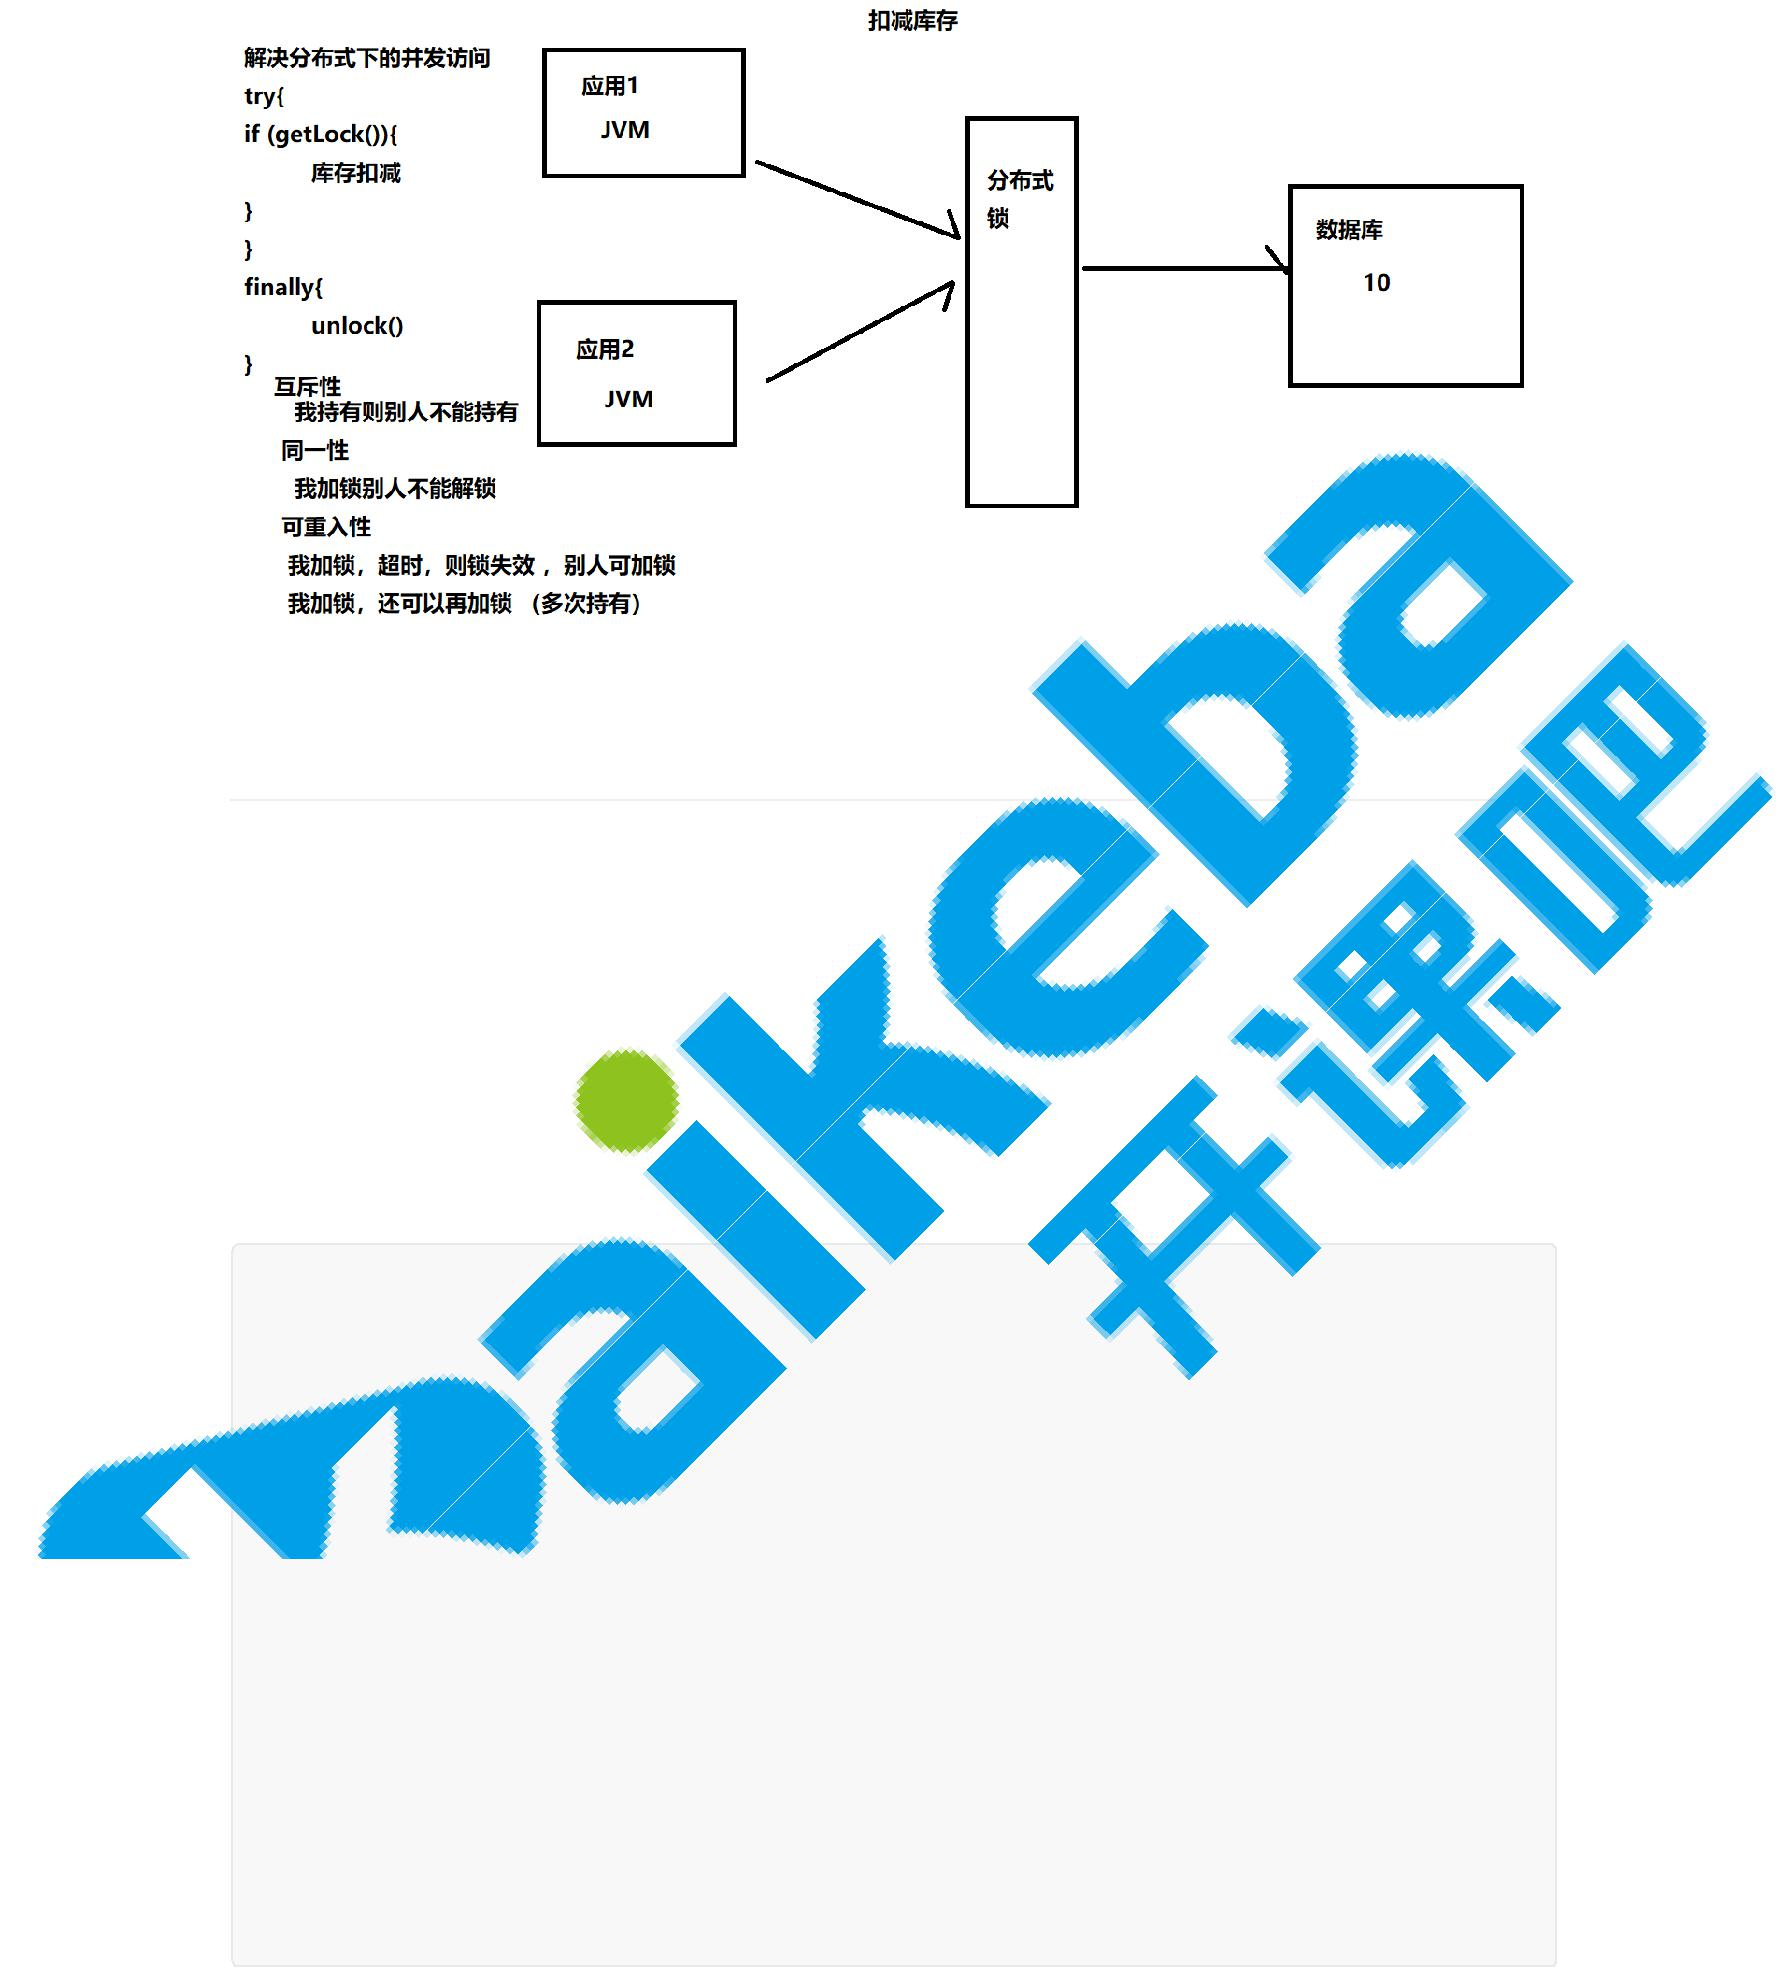 扣减库存
解决分布式下的并发访问
try{
if (getLock()){
库存扣减
}
}
finally{
unlock()
}
互斥性
我持有则别人不能持有
同一性
我加锁别人不能解锁
可重入性
我加锁，超时，则锁失效 ，别人可加锁
我加锁，还可以再加锁 （多次持有）
应用1
JVM
应用2
JVM
分布式
锁
数据库
10
kaikeba
开课吧